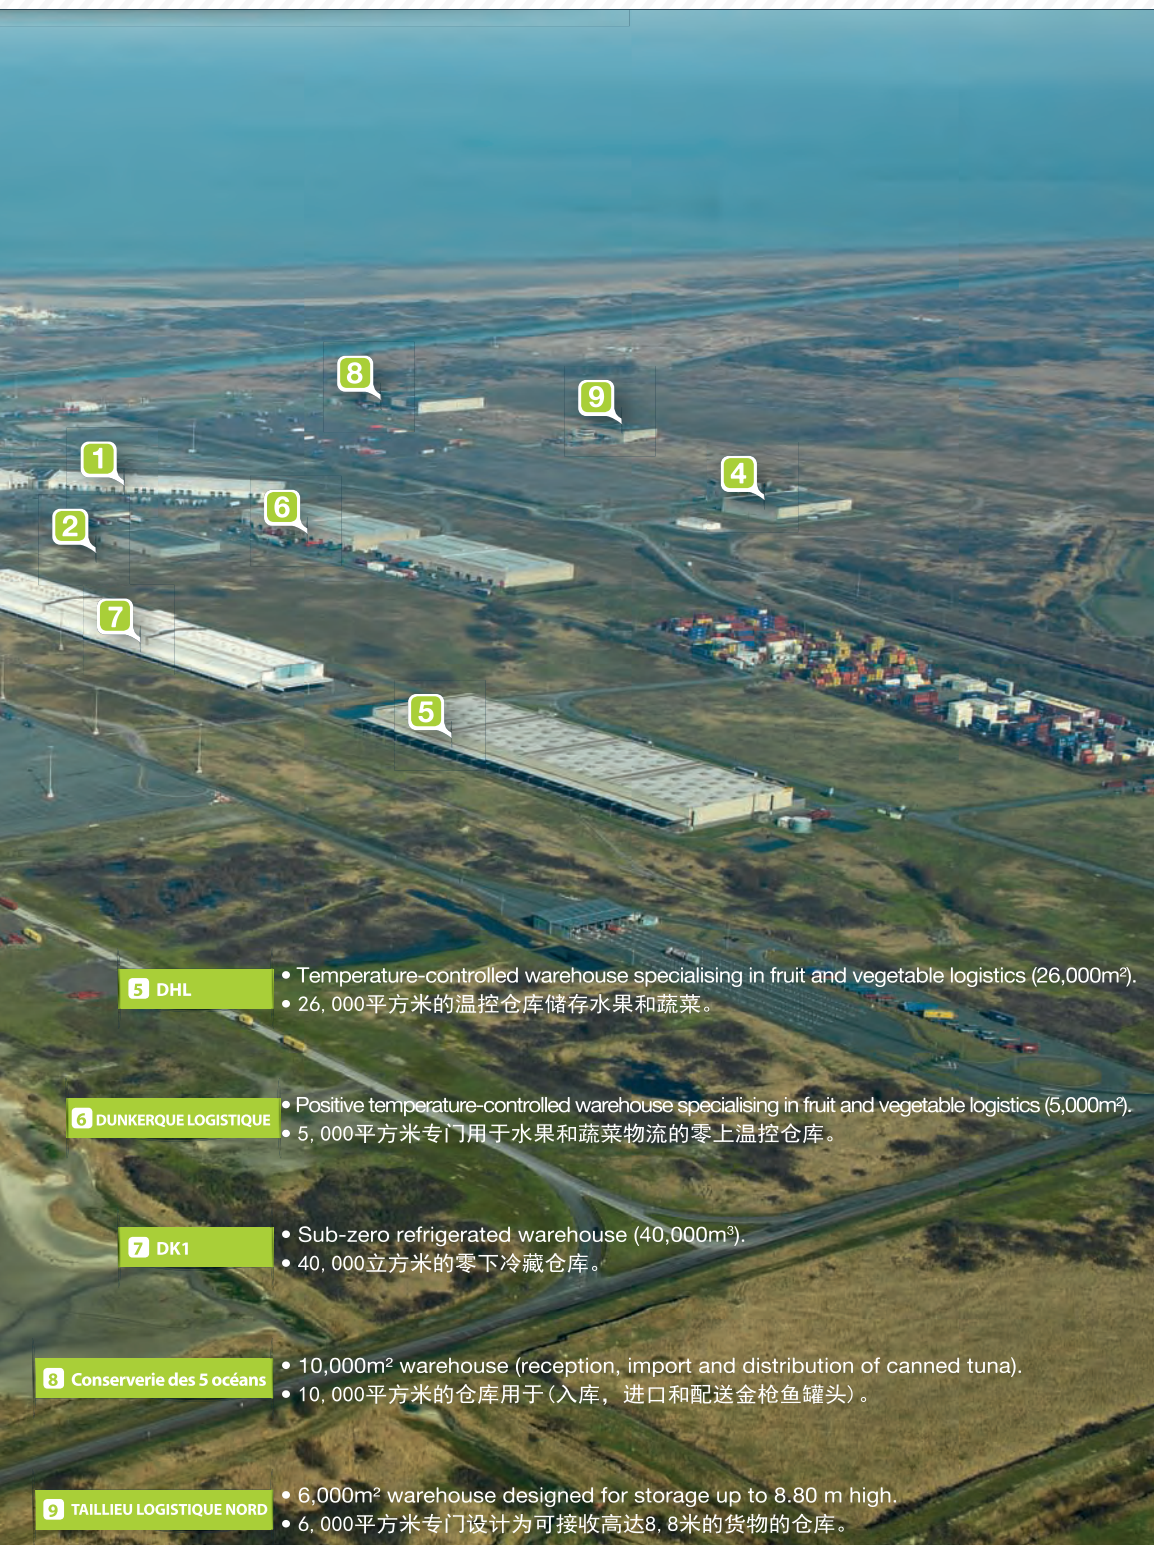 8
9
1
4
6
2
7
5
5 DHL
• Temperature-controlled warehouse specialising in fruit and vegetable logistics (26,000m²).
• 26,000平方米的温控仓库储存水果和蔬菜。
6 DUNKERQUE LOGISTIQUE
• Positive temperature-controlled warehouse specialising in fruit and vegetable logistics (5,000m²).
• 5,000平方米专门用于水果和蔬菜物流的零上温控仓库。
7 DK1
• Sub-zero refrigerated warehouse (40,000m³).
• 40,000立方米的零下冷藏仓库。
8 Conserverie des 5 océans
• 10,000m² warehouse (reception, import and distribution of canned tuna).
• 10,000平方米的仓库用于(入库，进口和配送金枪鱼罐头)。
9 TAILLIEU LOGISTIQUE NORD
• 6,000m² warehouse designed for storage up to 8.80 m high.
• 6,000平方米专门设计为可接收高达8,8米的货物的仓库。